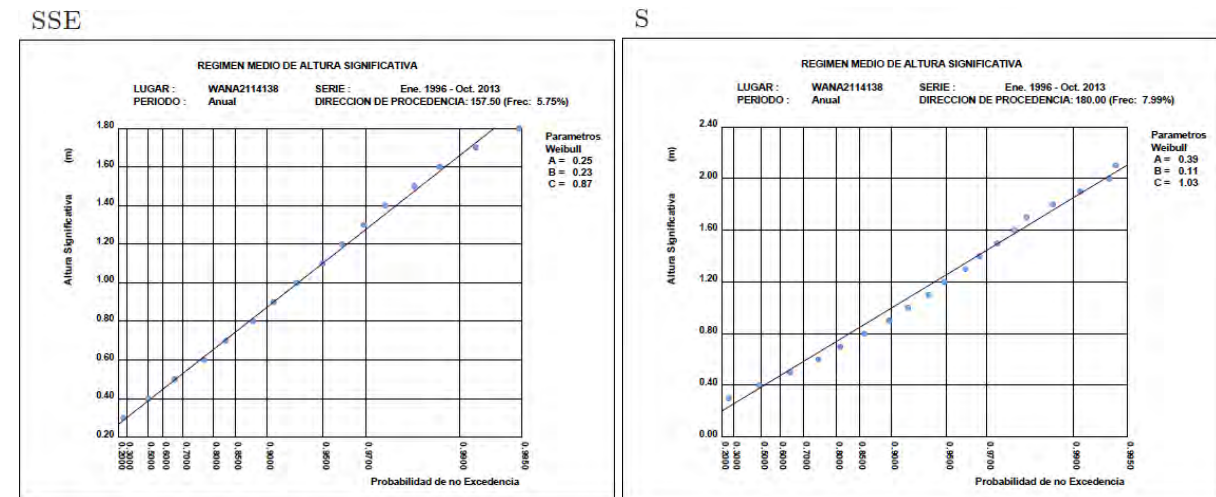 SSE
REGIMEN MEDIO DE ALTURA SIGNIFICATIVA
LUGAR : WANA2114138 SERIE : Ene. 1996 - Oct. 2013
PERIODO : Anual DIRECCION DE PROCEDENCIA: 157.50 (Frec: 5.75%)
Altura Significativa (m)
1.80
1.60
1.40
1.20
1.00
0.80
0.60
0.40
0.20
Parametros
Weibull
A = 0.25
B = 0.23
C = 0.87
0.2000
0.5000
0.6000
0.7000
0.8000
0.8500
0.9000
0.9500
0.9700
0.9900
0.9950
Probabilidad de no Excedencia
S
REGIMEN MEDIO DE ALTURA SIGNIFICATIVA
LUGAR : WANA2114138 SERIE : Ene. 1996 - Oct. 2013
PERIODO : Anual DIRECCION DE PROCEDENCIA: 180.00 (Frec: 7.99%)
Altura Significativa (m)
2.40
2.00
1.60
1.20
0.80
0.40
0.00
Parametros
Weibull
A = 0.39
B = 0.11
C = 1.03
0.3000
0.5000
0.7000
0.8000
0.8500
0.9000
0.9500
0.9700
0.9900
0.9950
Probabilidad de no Excedencia